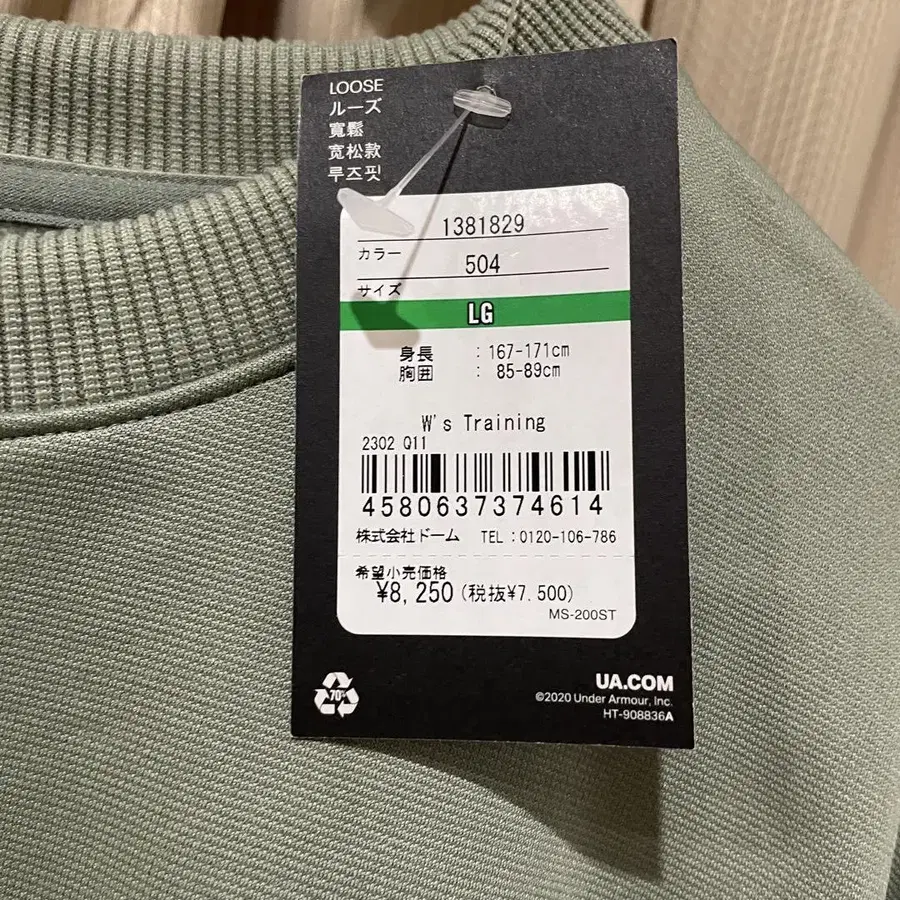 LOOSE
ルーズ
寬鬆
宽松款
루즈핏
1381829
カラー
504
サイズ
LG
身長 : 167-171cm
胸囲 : 85-89cm
W's Training
2302 Q11
4580637374614
株式会社ドーム TEL:0120-106-786
希望小売価格
¥8,250(税抜¥7.500)
MS-200ST
70%
UA.COM
©2020 Under Armour, Inc.
HT-908836A